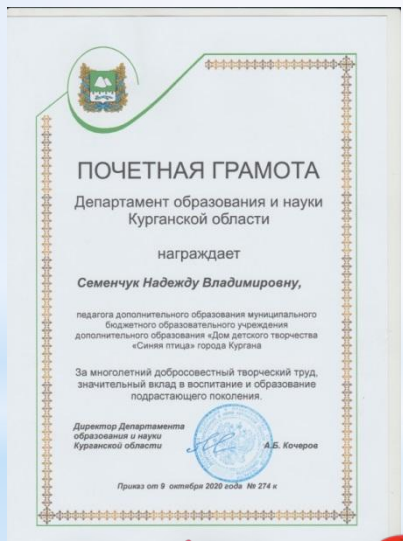 ПОЧЕТНАЯ ГРАМОТА
Департамент образования и науки
Курганской области
награждает
Семенчук Надежду Владимировну,
педагога дополнительного образования муниципального
бюджетного образовательного учреждения
дополнительного образования «Дом детского творчества
«Синяя птица» города Кургана
За многолетний добросовестный творческий труд,
значительный вклад в воспитание и образование
подрастающего поколения.
Директор Департамента
образования и науки
Курганской области
А.Б. Кочеров
Приказ от 9 октября 2020 года № 274 к